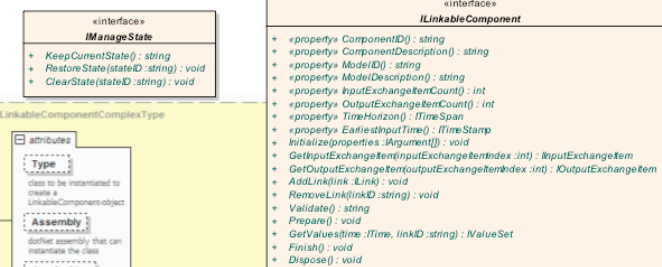 «interface»
IManageState
+ KeepCurrentState() : string
+ RestoreState(stateID :string) : void
+ ClearState(stateID :string) : void
«interface»
ILinkableComponent
+ «property» ComponentID() : string
+ «property» ComponentDescription() : string
+ «property» ModelID() : string
+ «property» ModelDescription() : string
+ «property» InputExchangeItemCount() : int
+ «property» OutputExchangeItemCount() : int
+ «property» TimeHorizon() : ITimeSpan
+ «property» EarliestInputTime() : ITimeStamp
+ Initialize(properties :IArgument[]) : void
+ GetInputExchangeItem(inputExchangeItemIndex :int) : IInputExchangeItem
+ GetOutputExchangeItem(outputExchangeItemIndex :int) : IOutputExchangeItem
+ AddLink(link :ILink) : void
+ RemoveLink(linkID :string) : void
+ Validate() : string
+ Prepare() : void
+ GetValues(time :ITime, linkID :string) : IValueSet
+ Finish() : void
+ Dispose() : void
LinkableComponentComplexType
attributes
Type
class to be instantiated to
create a
LinkableComponent-object
Assembly
dotNet assembly that can
instantiate the class